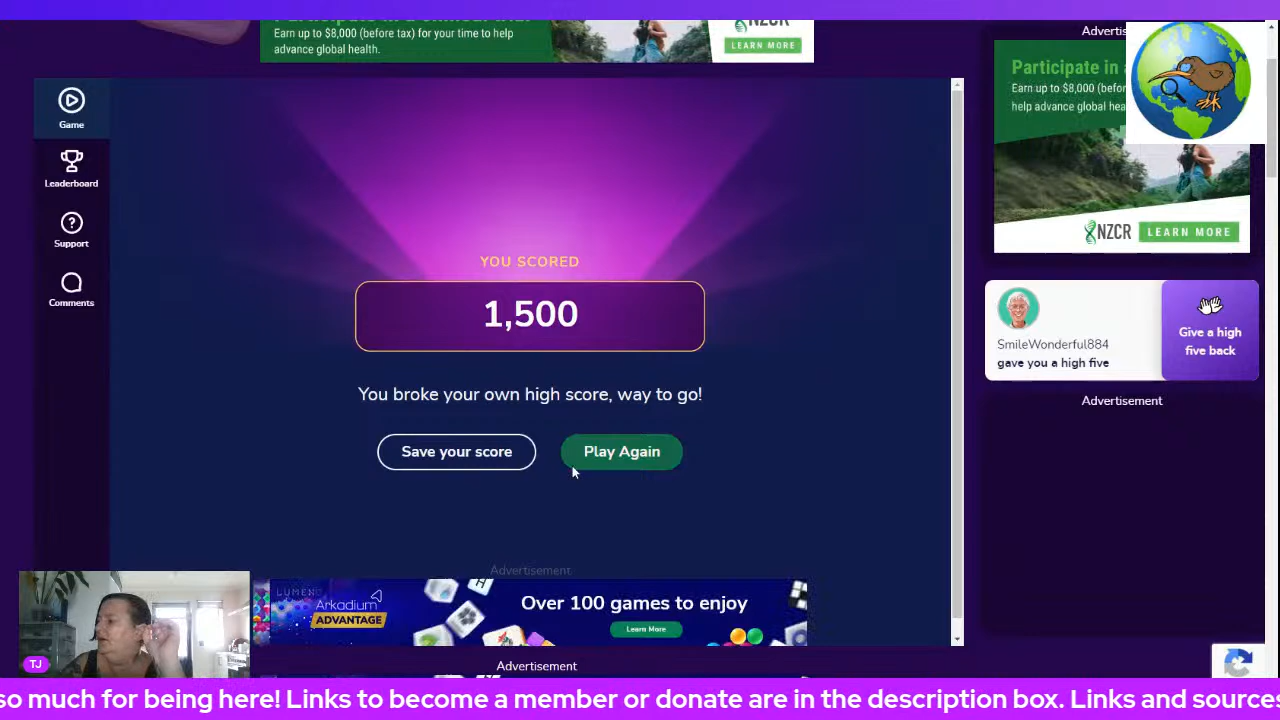 Earn up to $8,000 (before tax) for your time to help
advance global health.
LEARN MORE
Game
Leaderboard
Support
Comments
YOU SCORED
1,500
You broke your own high score, way to go!
Save your score
Play Again
Advertisement
LUMENO
Arkadium
ADVANTAGE
Over 100 games to enjoy
Learn More
Advertisement
Participate in
Earn up to $8,000
help advance global
NZCR
LEARN MORE
SmileWonderful884
gave you a high five
Give a high
five back
Advertisement
TJ
so much for being here! Links to become a member or donate are in the description box. Links and sources